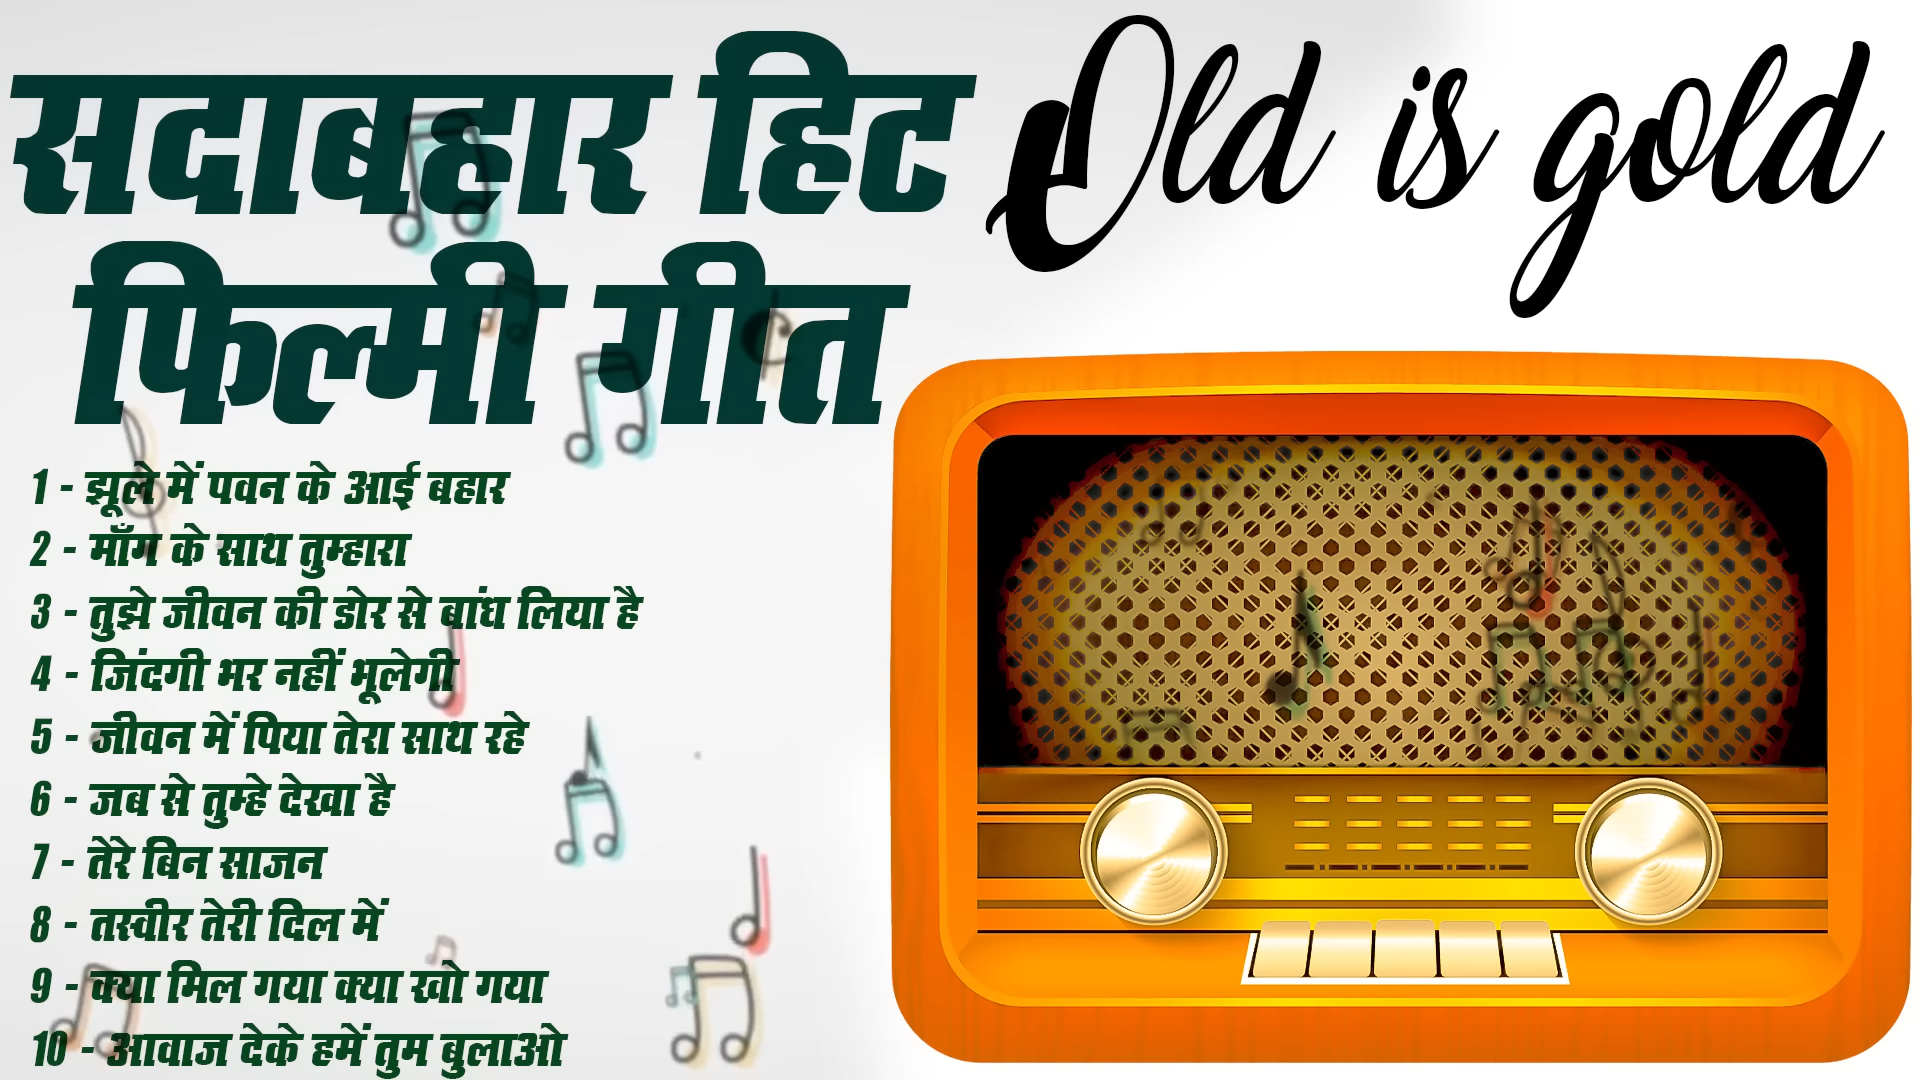 सदाबहार हिट
फिल्मी गीत
Old is gold
1 - झूले में पवन के आई बहार
2 - माँग के साथ तुम्हारा
3 - तुझे जीवन की डोर से बांध लिया है
4 - जिंदगी भर नहीं भूलेगी
5 - जीवन में पिया तेरा साथ रहे
6 - जब से तुम्हे देखा है
7 - तेरे बिन साजन
8 - तस्वीर तेरी दिल में
9 - क्या मिल गया क्या खो गया
10 - आवाज देके हमें तुम बुलाओ